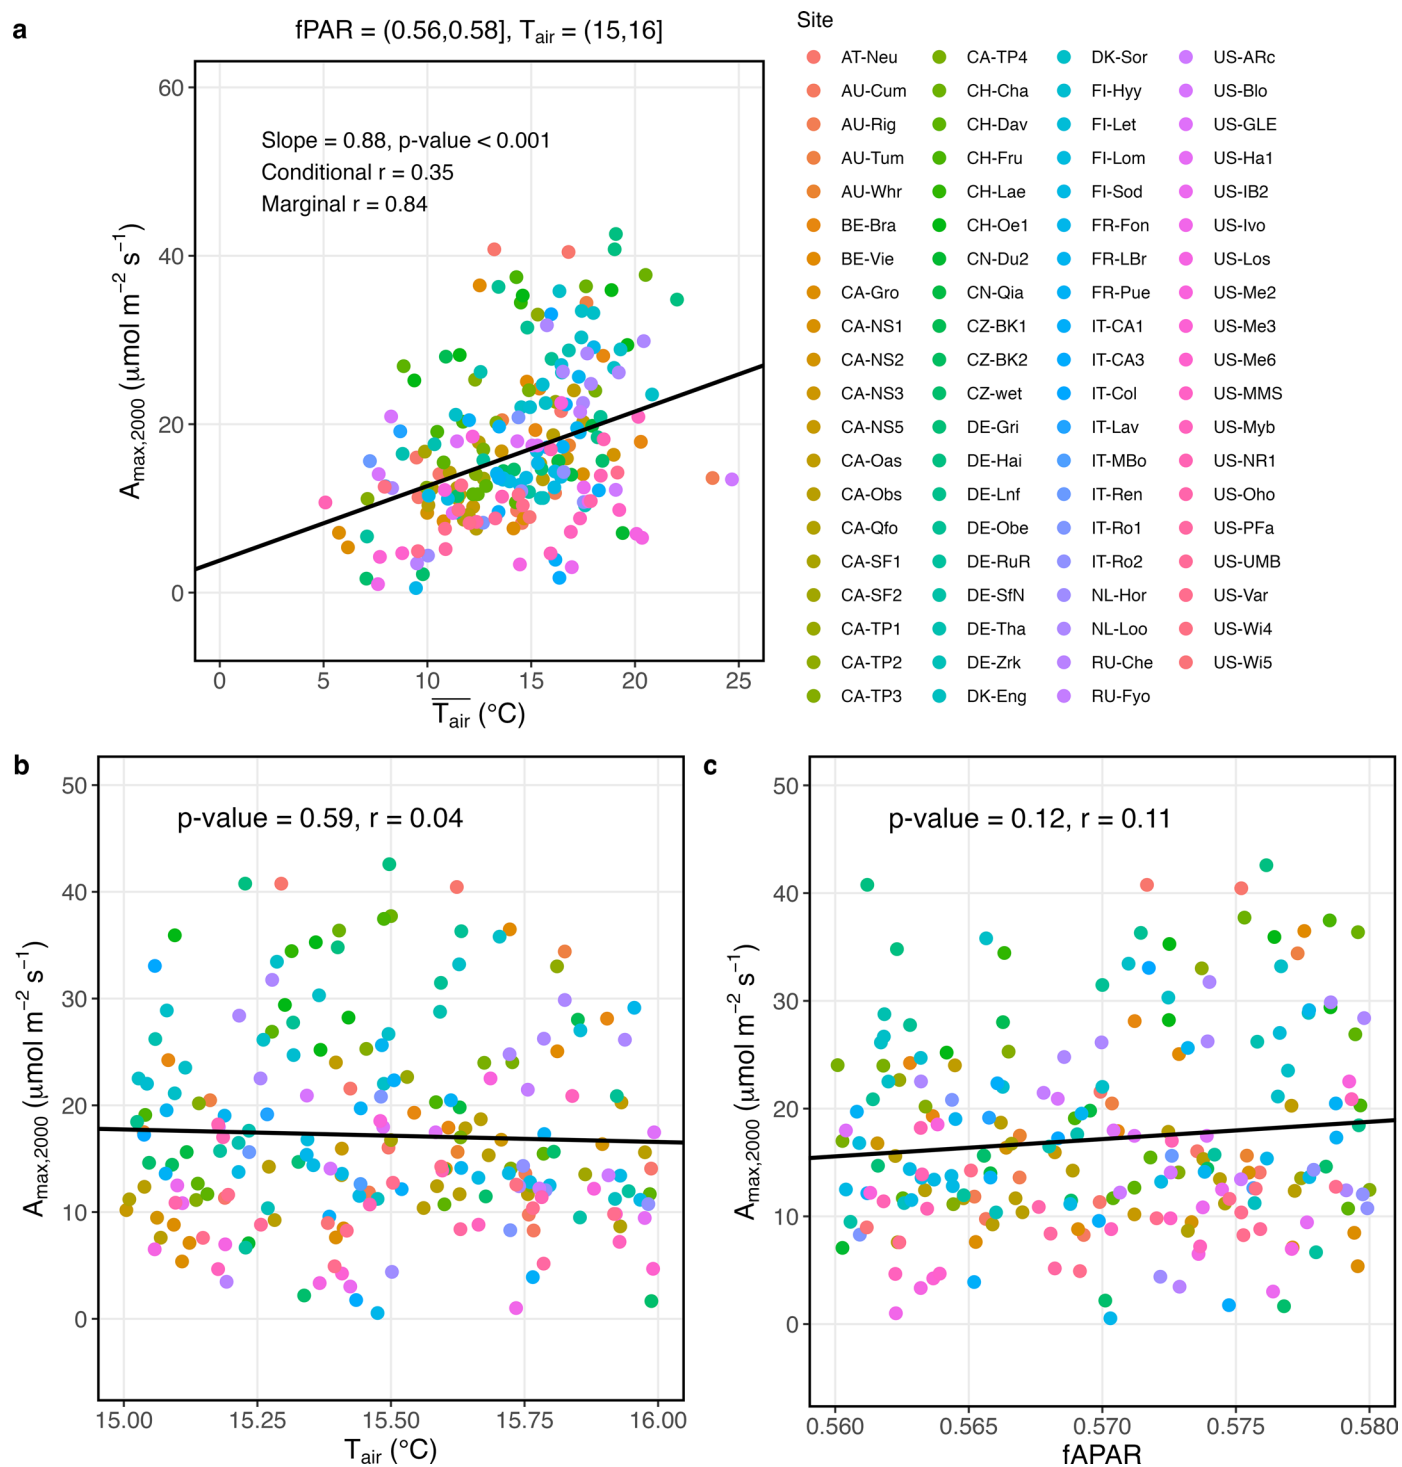 a
fPAR = (0.56,0.58], Tair = (15,16]
Slope = 0.88, p-value < 0.001
Conditional r = 0.35
Marginal r = 0.84
60
40
20
0
Amax,2000 (μmol m−2 s−1)
0 5 10 15 20 25
Tair (°C)
Site
AT-Neu CA-TP4 DK-Sor US-ARc
AU-Cum CH-Cha FI-Hyy US-Blo
AU-Rig CH-Dav FI-Let US-GLE
AU-Tum CH-Fru FI-Lom US-Ha1
AU-Whr CH-Lae FI-Sod US-IB2
BE-Bra CH-Oe1 FR-Fon US-Ivo
BE-Vie CN-Du2 FR-LBr US-Los
CA-Gro CN-Qia FR-Pue US-Me2
CA-NS1 CZ-BK1 IT-CA1 US-Me3
CA-NS2 CZ-BK2 IT-CA3 US-Me6
CA-NS3 CZ-wet IT-Col US-MMS
CA-NS5 DE-Gri IT-Lav US-Myb
CA-Oas DE-Hai IT-MBo US-NR1
CA-Obs DE-Lnf IT-Ren US-Oho
CA-Qfo DE-Obe IT-Ro1 US-PFa
CA-SF1 DE-RuR IT-Ro2 US-UMB
CA-SF2 DE-SfN NL-Hor US-Var
CA-TP1 DE-Tha NL-Loo US-Wi4
CA-TP2 DE-Zrk RU-Che US-Wi5
CA-TP3 DK-Eng RU-Fyo
b
p-value = 0.59, r = 0.04
50
40
30
20
10
0
Amax,2000 (μmol m−2 s−1)
15.00 15.25 15.50 15.75 16.00
Tair (°C)
c
p-value = 0.12, r = 0.11
50
40
30
20
10
0
Amax,2000 (μmol m−2 s−1)
0.560 0.565 0.570 0.575 0.580
fAPAR